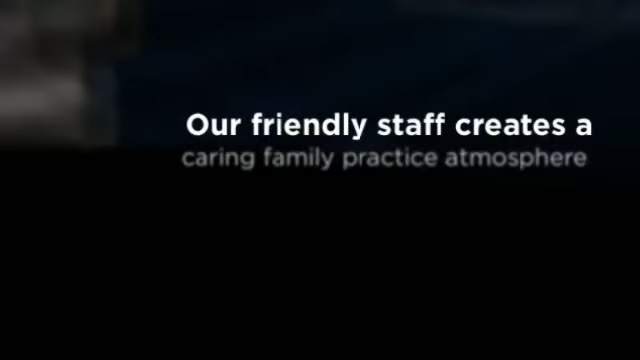 Our friendly staff creates a
caring family practice atmosphere